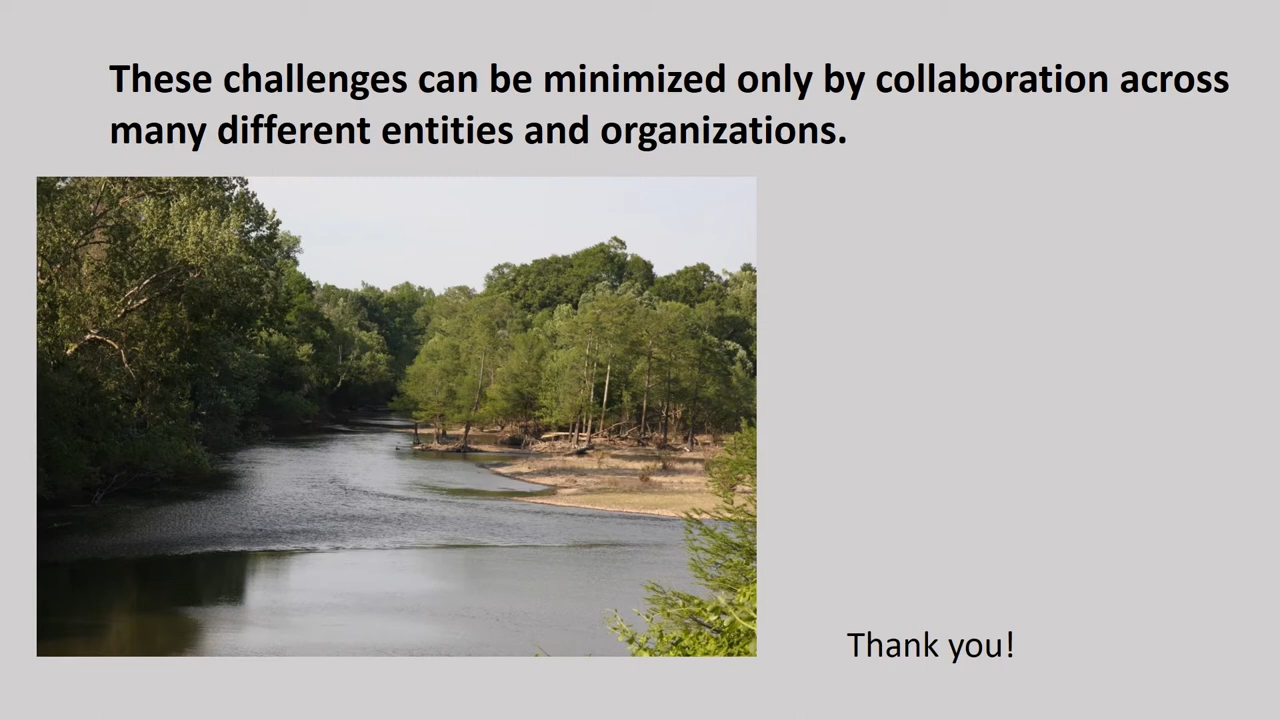 These challenges can be minimized only by collaboration across
many different entities and organizations.
Thank you!